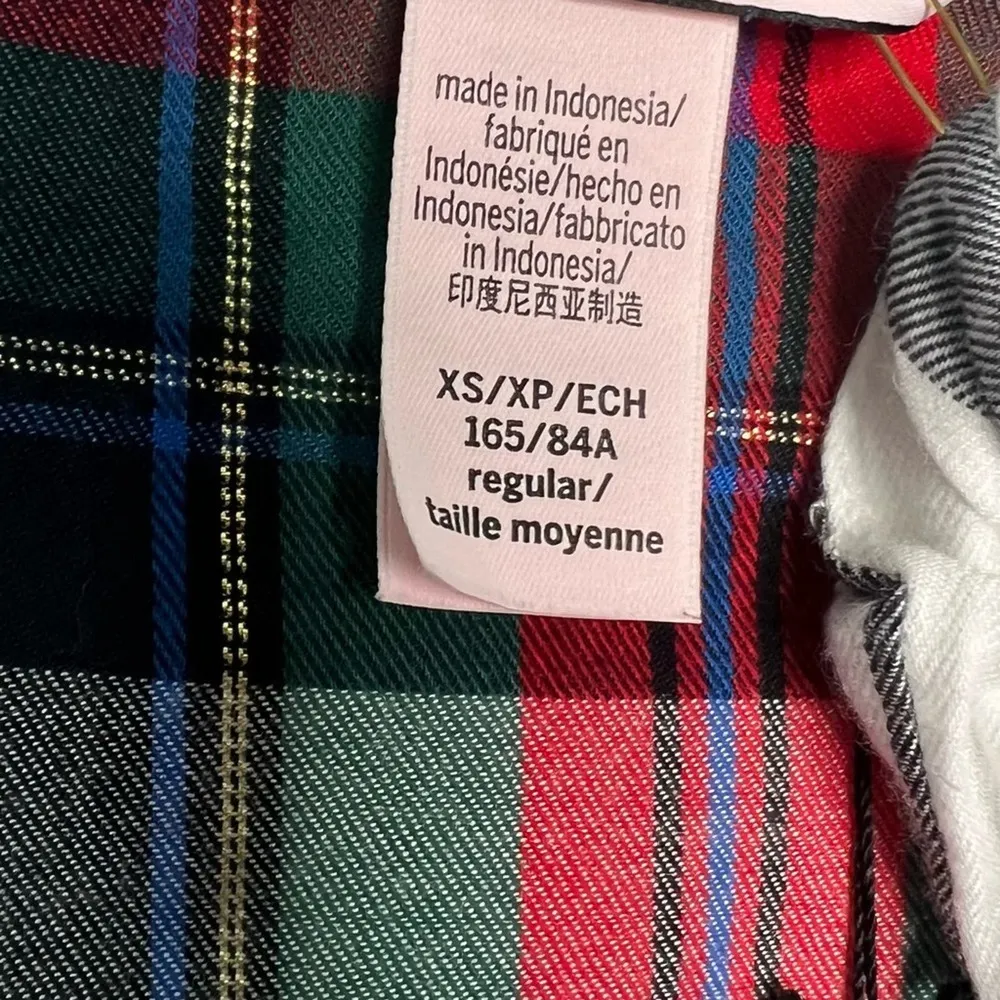 made in Indonesia/
fabriqué en
Indonésie/hecho en
Indonesia/fabbricato
in Indonesia/
印度尼西亚制造
XS/XP/ECH
165/84A
regular/
taille moyenne